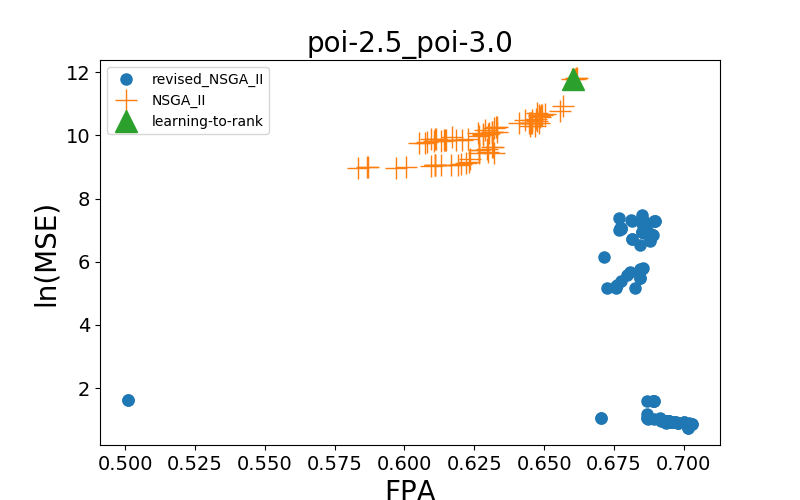 poi-2.5_poi-3.0
revised_NSGA_II
NSGA_II
learning-to-rank
12
10
8
6
4
2
ln(MSE)
0.500 0.525 0.550 0.575 0.600 0.625 0.650 0.675 0.700
FPA